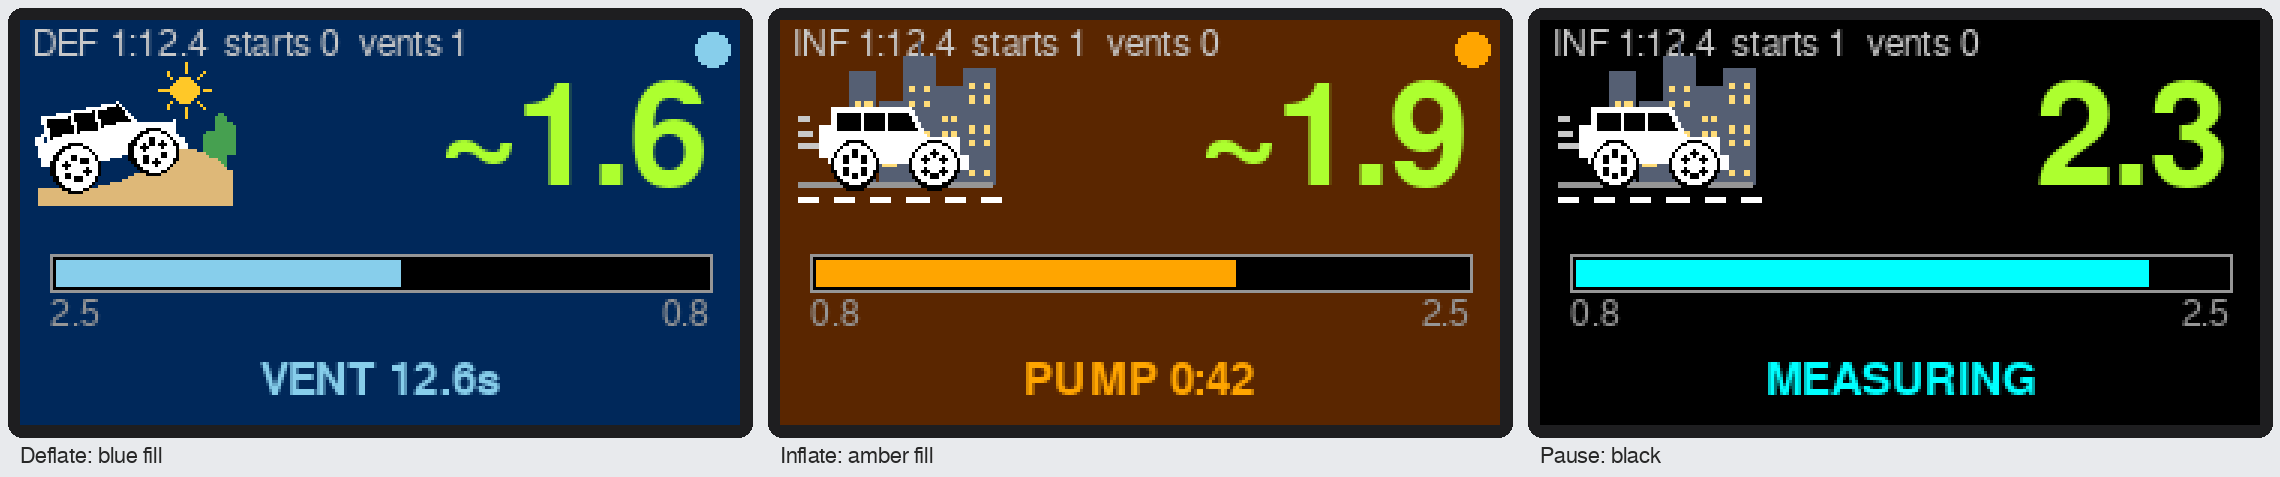 DEF 1:12.4 starts 0 vents 1
~1.6
2.5 0.8
VENT 12.6s
Deflate: blue fill
INF 1:12.4 starts 1 vents 0
~1.9
0.8 2.5
PUMP 0:42
Inflate: amber fill
INF 1:12.4 starts 1 vents 0
2.3
0.8 2.5
MEASURING
Pause: black